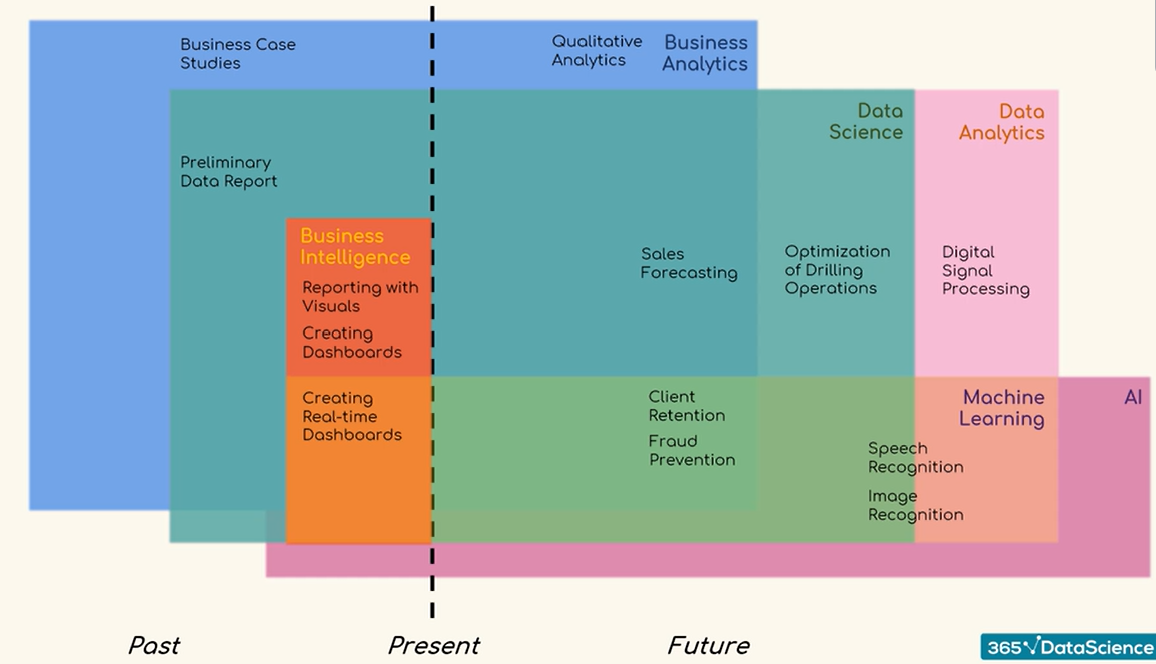 Business Case
Studies
Qualitative
Analytics
Business
Analytics
Data
Science
Data
Analytics
Preliminary
Data Report
Business
Intelligence
Reporting with
Visuals
Creating
Dashboards
Sales
Forecasting
Optimization
of Drilling
Operations
Digital
Signal
Processing
Creating
Real-time
Dashboards
Client
Retention
Fraud
Prevention
Machine
Learning
AI
Speech
Recognition
Image
Recognition
Past
Present
Future
365 DataScience